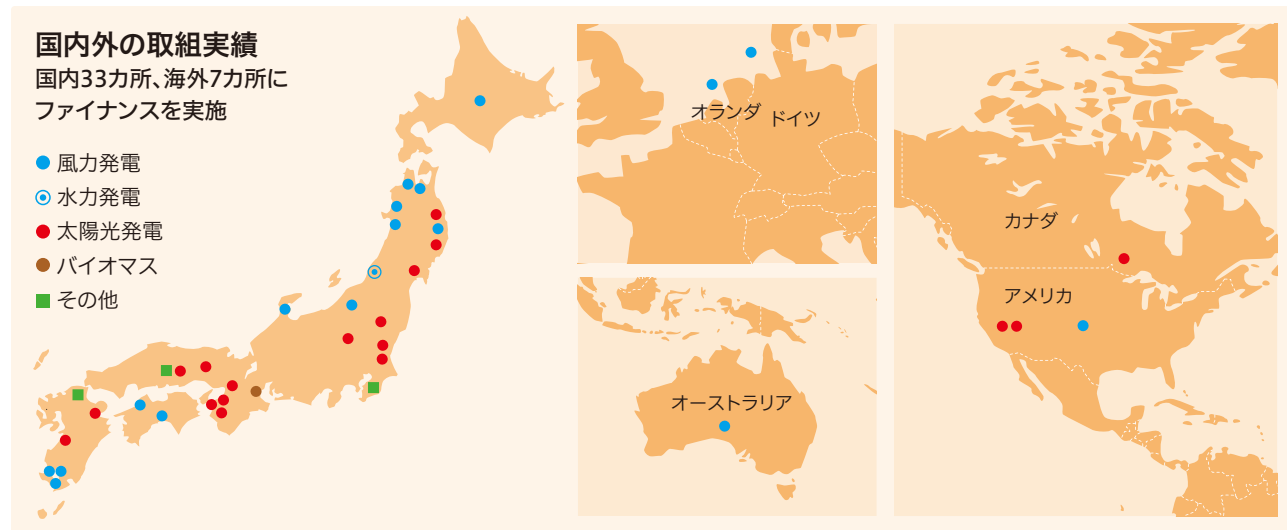 国内外の取組実績
国内33カ所、海外7カ所に
ファイナンスを実施
風力発電
水力発電
太陽光発電
バイオマス
その他
オランダ
ドイツ
オーストラリア
カナダ
アメリカ